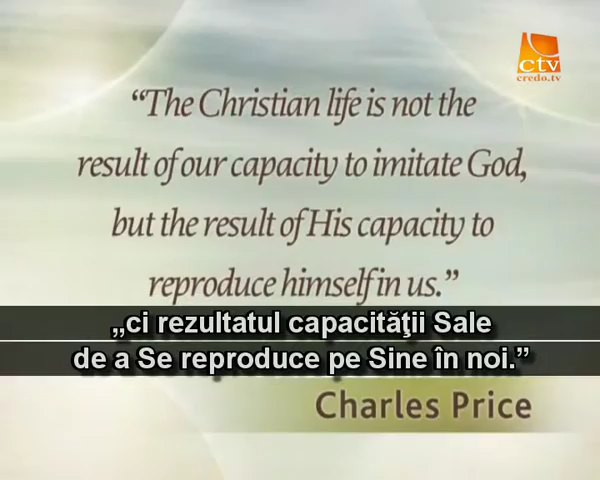 ctv
credo.tv
“The Christian life is not the
result of our capacity to imitate God,
but the result of His capacity to
reproduce himself in us.”
„ci rezultatul capacităţii Sale
de a Se reproduce pe Sine în noi.”
Charles Price